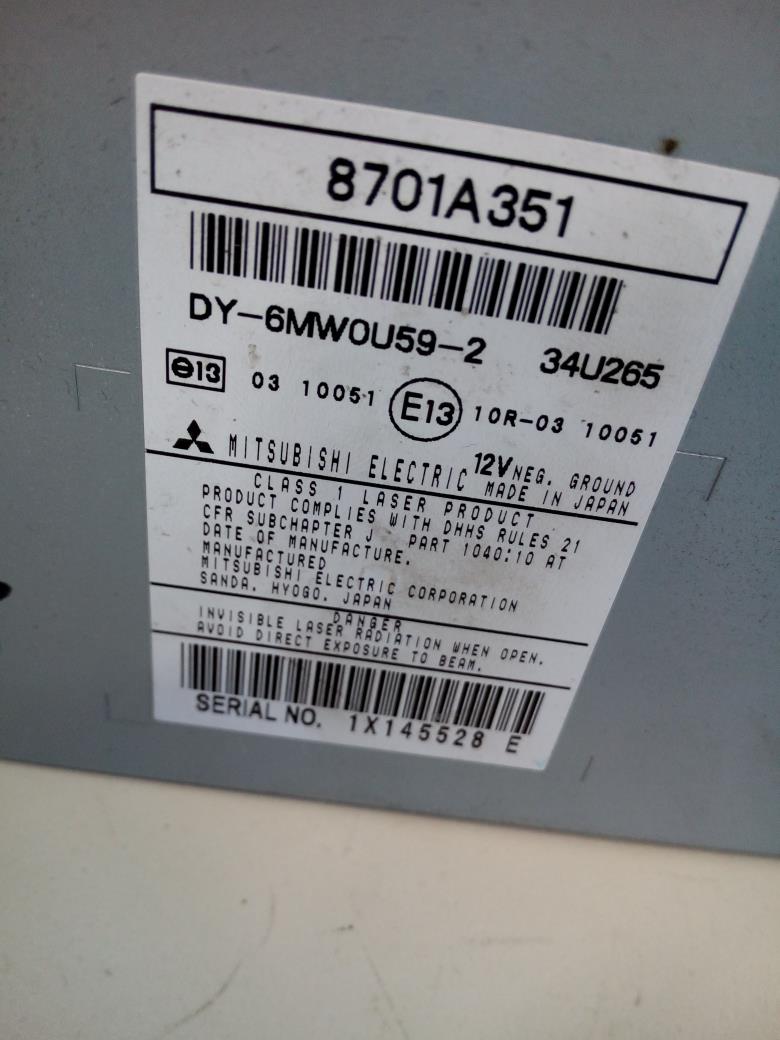 8701A351
DY-6MW0U59-2 34U265
e13 03 10051 E13 10R-03 10051
MITSUBISHI ELECTRIC 12V NEG. GROUND
MADE IN JAPAN
CLASS 1 LASER PRODUCT
PRODUCT COMPLIES WITH DHHS RULES 21
CFR SUBCHAPTER J PART 1040:10 AT
DATE OF MANUFACTURE.
MANUFACTURED
MITSUBISHI ELECTRIC CORPORATION
SANDA. HYOGO. JAPAN
DANGER
INVISIBLE LASER RADIATION WHEN OPEN.
AVOID DIRECT EXPOSURE TO BEAM.
SERIAL NO. 1X145528 E